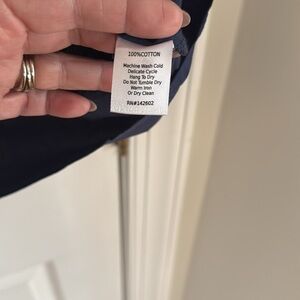 100%COTTON
Machine Wash Cold
Delicate Cycle
Hang To Dry
Do Not Tumble Dry
Warm Iron
Or Dry Clean
RN#142602